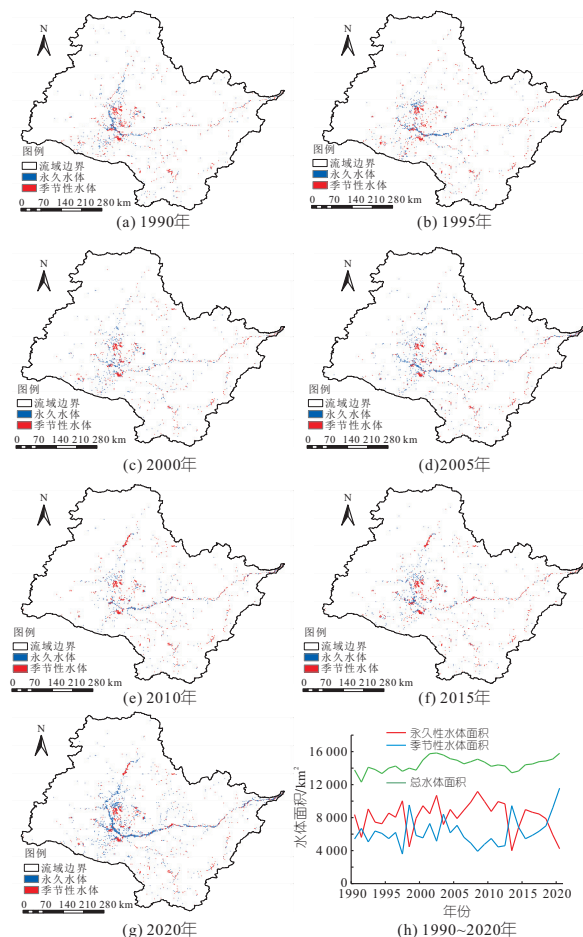 N
图例
流域边界
永久水体
季节性水体
0 70 140 210 280 km
(a) 1990年
N
图例
流域边界
永久水体
季节性水体
0 70 140 210 280 km
(b) 1995年
N
图例
流域边界
永久水体
季节性水体
0 70 140 210 280 km
(c) 2000年
N
图例
流域边界
永久水体
季节性水体
0 70 140 210 280 km
(d) 2005年
N
图例
流域边界
永久水体
季节性水体
0 70 140 210 280 km
(e) 2010年
N
图例
流域边界
永久水体
季节性水体
0 70 140 210 280 km
(f) 2015年
N
图例
流域边界
永久水体
季节性水体
0 70 140 210 280 km
(g) 2020年
永久性水体面积
季节性水体面积
总水体面积
水体面积/km²
16 000
12 000
8 000
4 000
0
1990 1995 2000 2005 2010 2015 2020
年份
(h) 1990~2020年